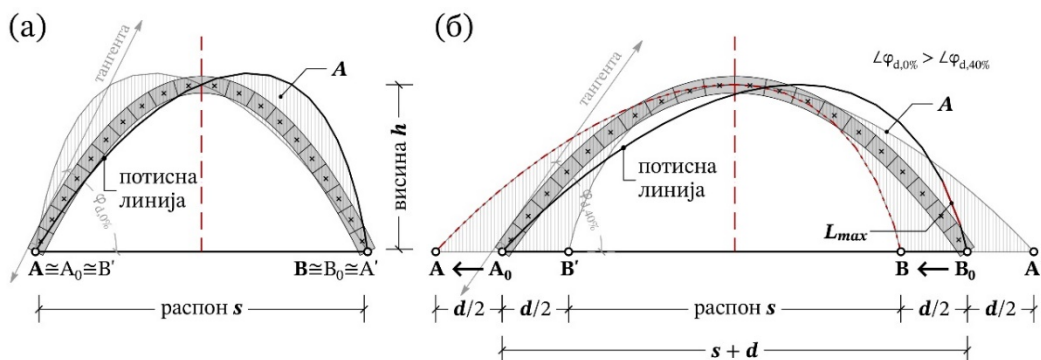 (а)
тангента
A
потисна
линија
φd,0%
висина h
A≅A₀≅B'
B≅B₀≅A'
распон s
(б)
тангента
∠φd,0% > ∠φd,40%
A
потисна
линија
φd,40%
Lmax
A
A₀
B'
B
B₀
A
d/2
d/2
распон s
d/2
d/2
s + d